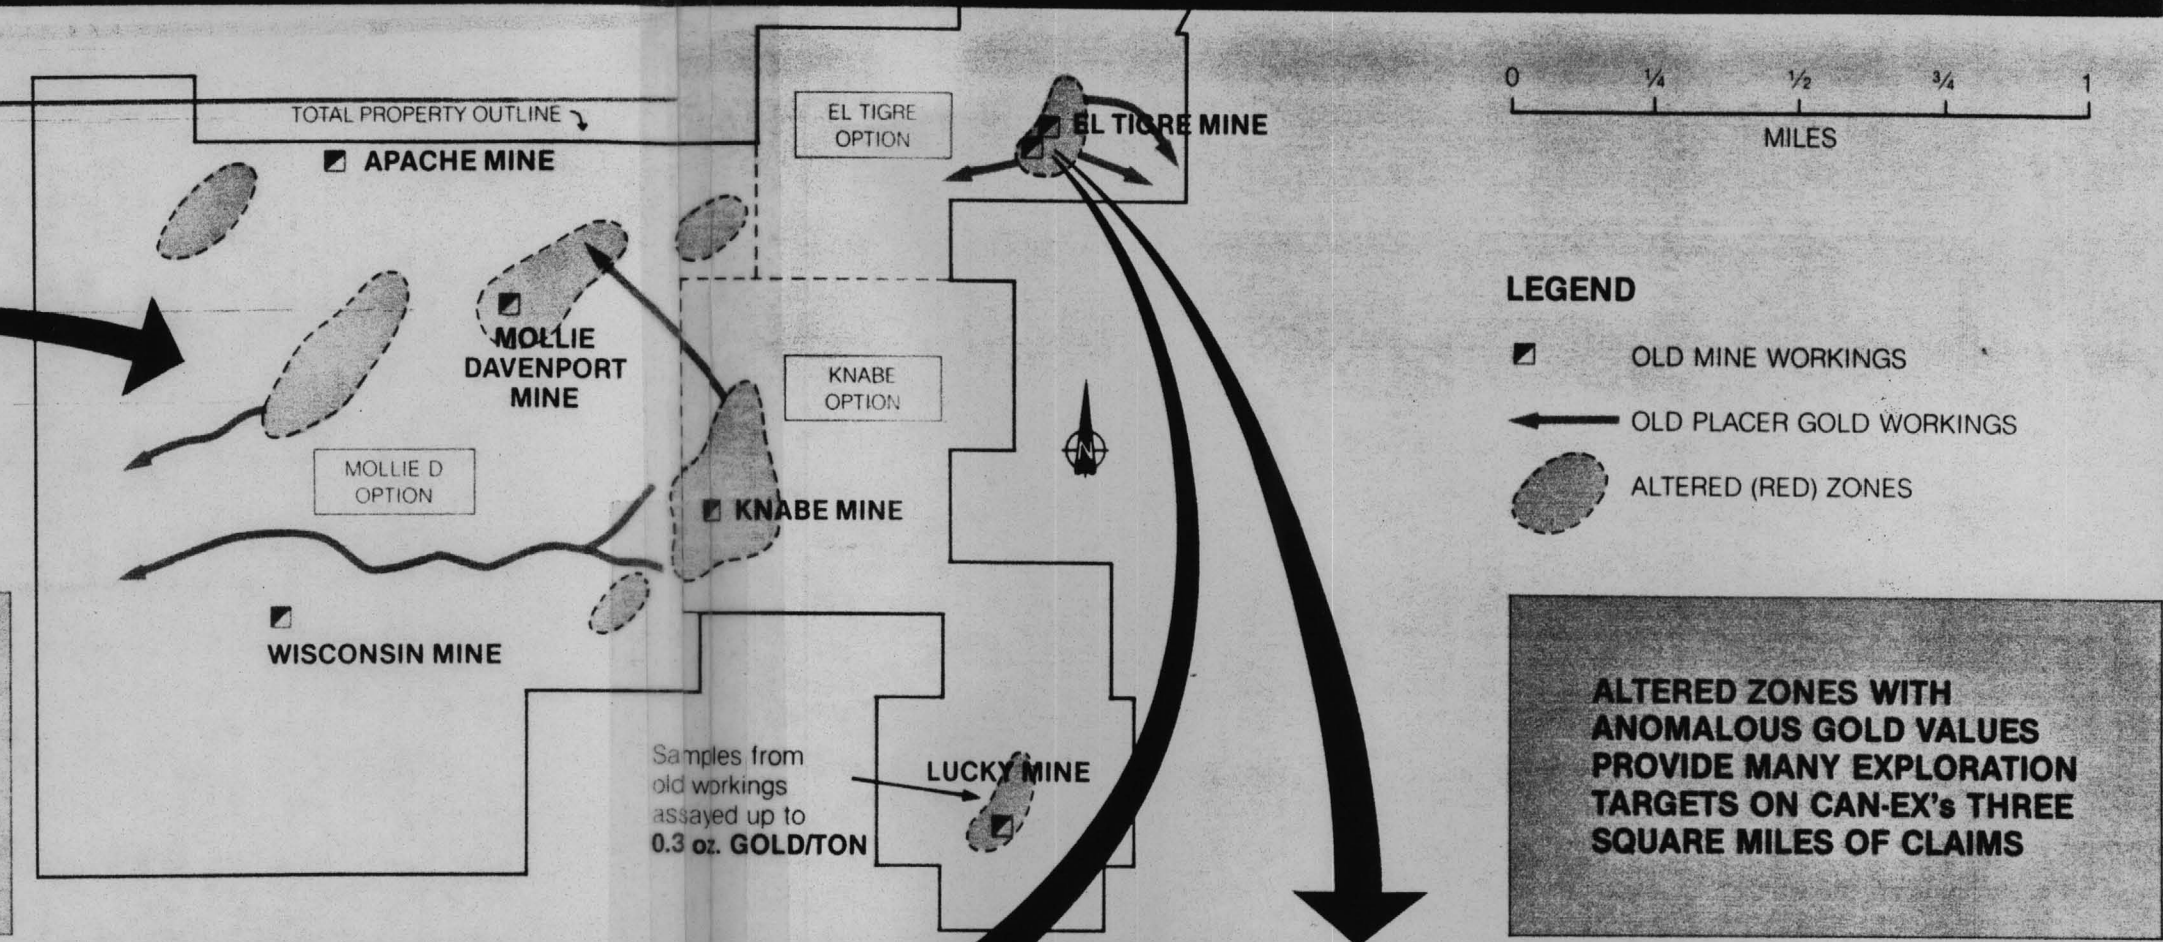 TOTAL PROPERTY OUTLINE
APACHE MINE
EL TIGRE
OPTION
EL TIGRE MINE
MOLLIE
DAVENPORT
MINE
KNABE
OPTION
MOLLIE D
OPTION
KNABE MINE
WISCONSIN MINE
N
Samples from
old workings
assayed up to
0.3 oz. GOLD/TON
LUCKY MINE
0 ¼ ½ ¾ 1
MILES
LEGEND
OLD MINE WORKINGS
OLD PLACER GOLD WORKINGS
ALTERED (RED) ZONES
ALTERED ZONES WITH
ANOMALOUS GOLD VALUES
PROVIDE MANY EXPLORATION
TARGETS ON CAN-EX's THREE
SQUARE MILES OF CLAIMS